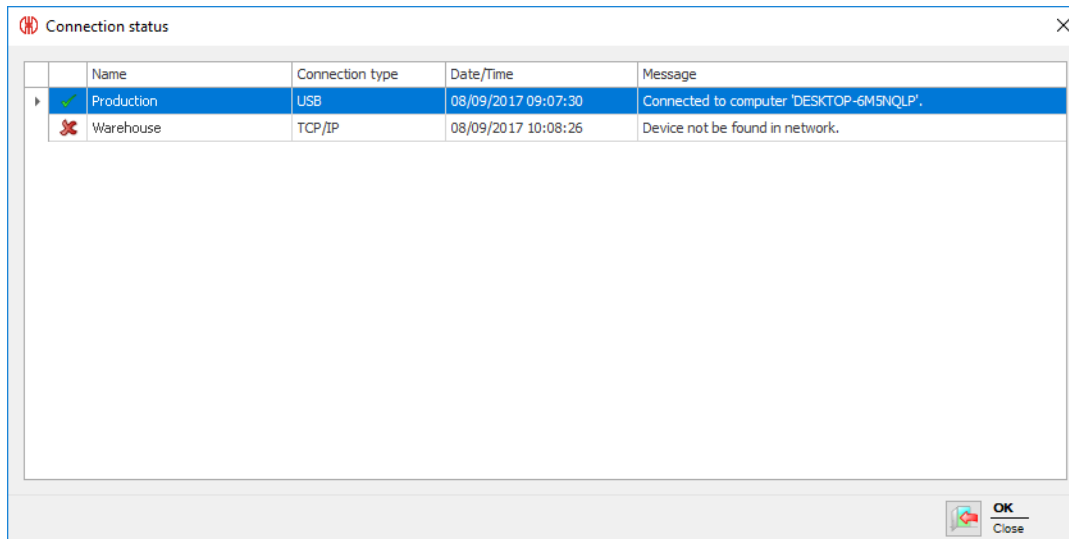 Connection status
Name Connection type Date/Time Message
Production USB 08/09/2017 09:07:30 Connected to computer 'DESKTOP-6M5NQLP'.
Warehouse TCP/IP 08/09/2017 10:08:26 Device not be found in network.
OK
Close